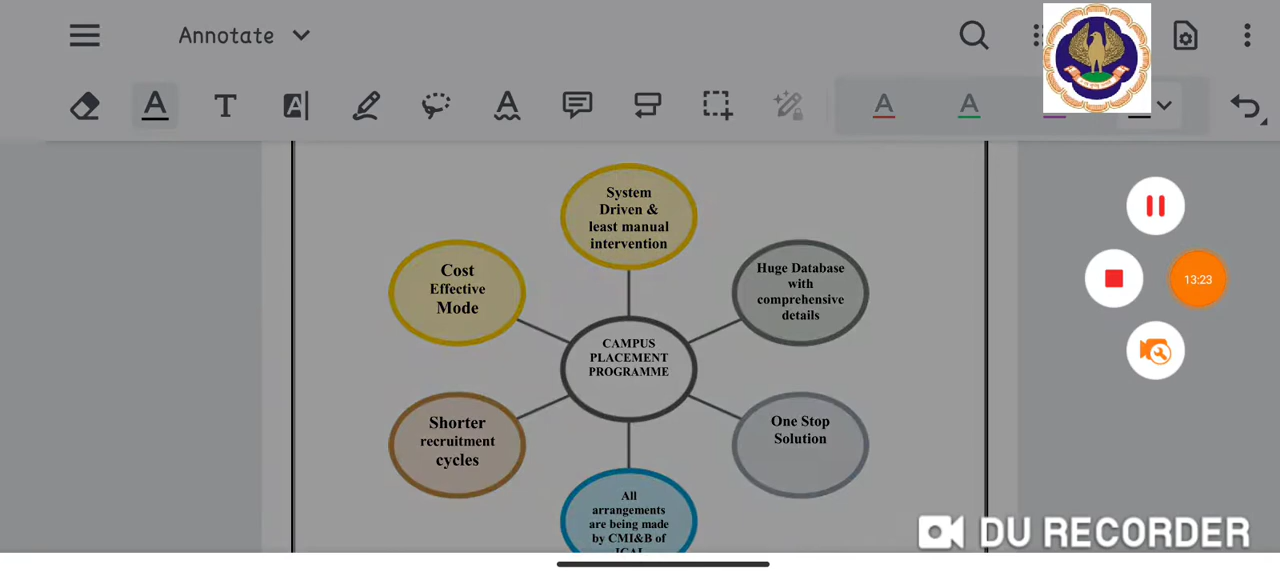 Annotate
A
T
A
A
A
A
System
Driven &
least manual
intervention
Cost
Effective
Mode
Huge Database
with
comprehensive
details
13:23
CAMPUS
PLACEMENT
PROGRAMME
Shorter
recruitment
cycles
One Stop
Solution
All
arrangements
are being made
by CMI&B of
ICAI
DU RECORDER